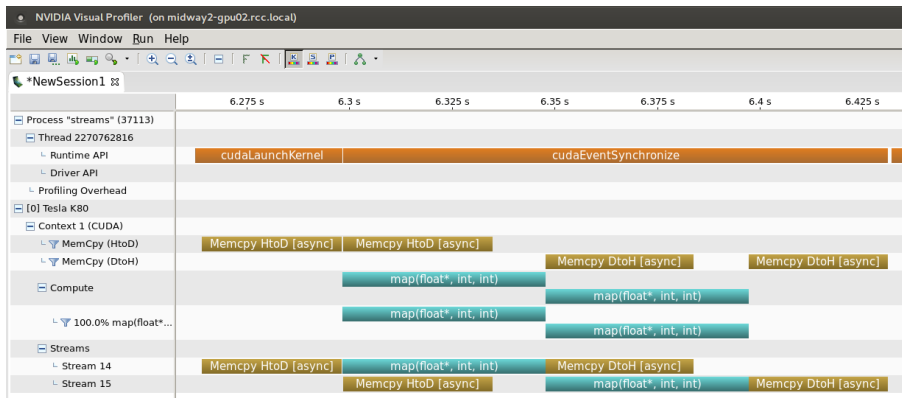 NVIDIA Visual Profiler (on midway2-gpu02.rcc.local)
File View Window Run Help
*NewSession1
6.275 s 6.3 s 6.325 s 6.35 s 6.375 s 6.4 s 6.425 s
Process "streams" (37113)
Thread 2270762816
Runtime API cudaLaunchKernel cudaEventSynchronize
Driver API
Profiling Overhead
[0] Tesla K80
Context 1 (CUDA)
MemCpy (HtoD) Memcpy HtoD [async] Memcpy HtoD [async]
MemCpy (DtoH) Memcpy DtoH [async] Memcpy DtoH [async]
map(float*, int, int)
Compute
map(float*, int, int)
map(float*, int, int)
100.0% map(float*...
map(float*, int, int)
Streams
Stream 14 Memcpy HtoD [async] map(float*, int, int) Memcpy DtoH [async]
Stream 15 Memcpy HtoD [async] map(float*, int, int) Memcpy DtoH [async]